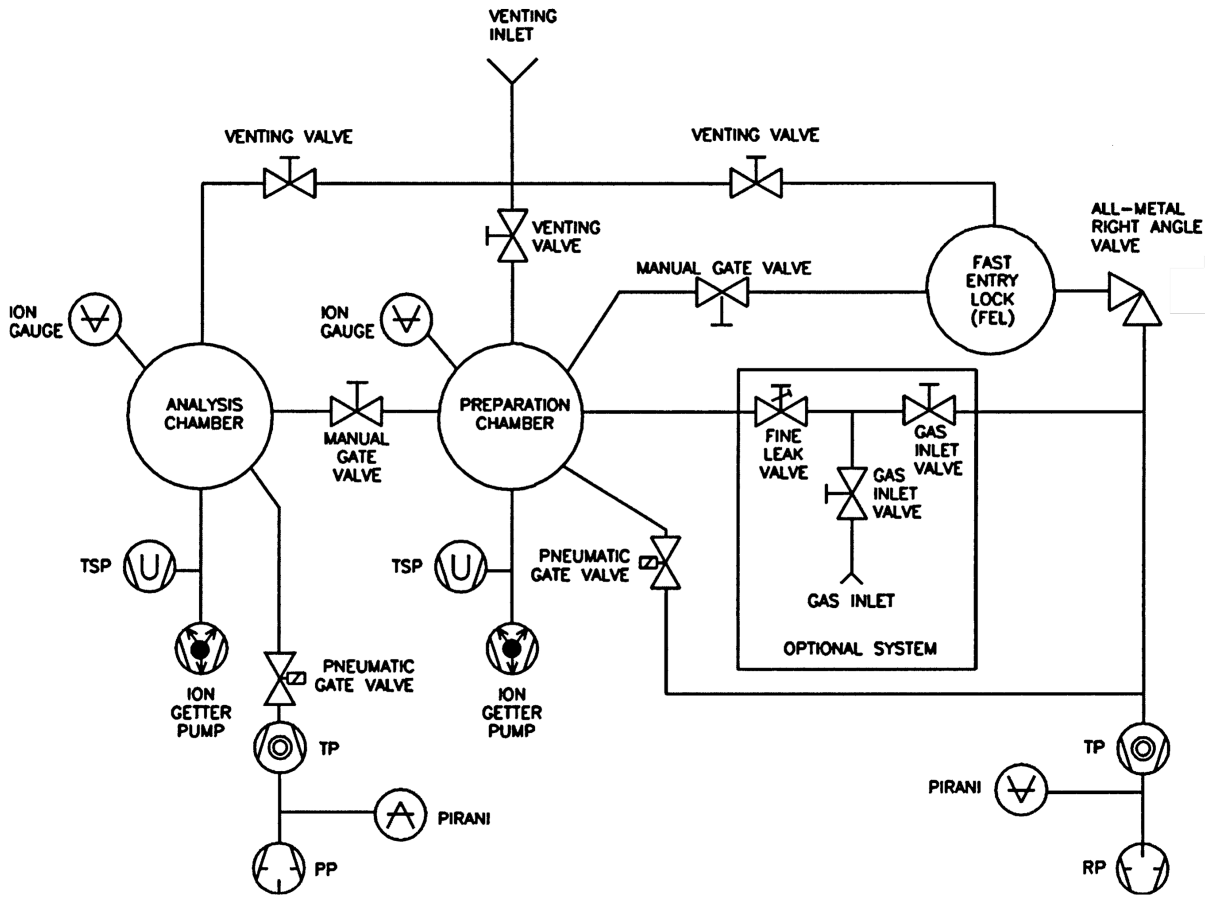 VENTING
INLET
VENTING VALVE
VENTING VALVE
VENTING
VALVE
ALL-METAL
RIGHT ANGLE
VALVE
MANUAL GATE VALVE
FAST
ENTRY
LOCK
(FEL)
ION
GAUGE
ION
GAUGE
ANALYSIS
CHAMBER
PREPARATION
CHAMBER
MANUAL
GATE
VALVE
FINE
LEAK
VALVE
GAS
INLET
VALVE
GAS
INLET
VALVE
TSP
U
TSP
U
PNEUMATIC
GATE VALVE
GAS INLET
OPTIONAL SYSTEM
ION
GETTER
PUMP
PNEUMATIC
GATE VALVE
ION
GETTER
PUMP
TP
TP
PIRANI
PIRANI
PP
RP